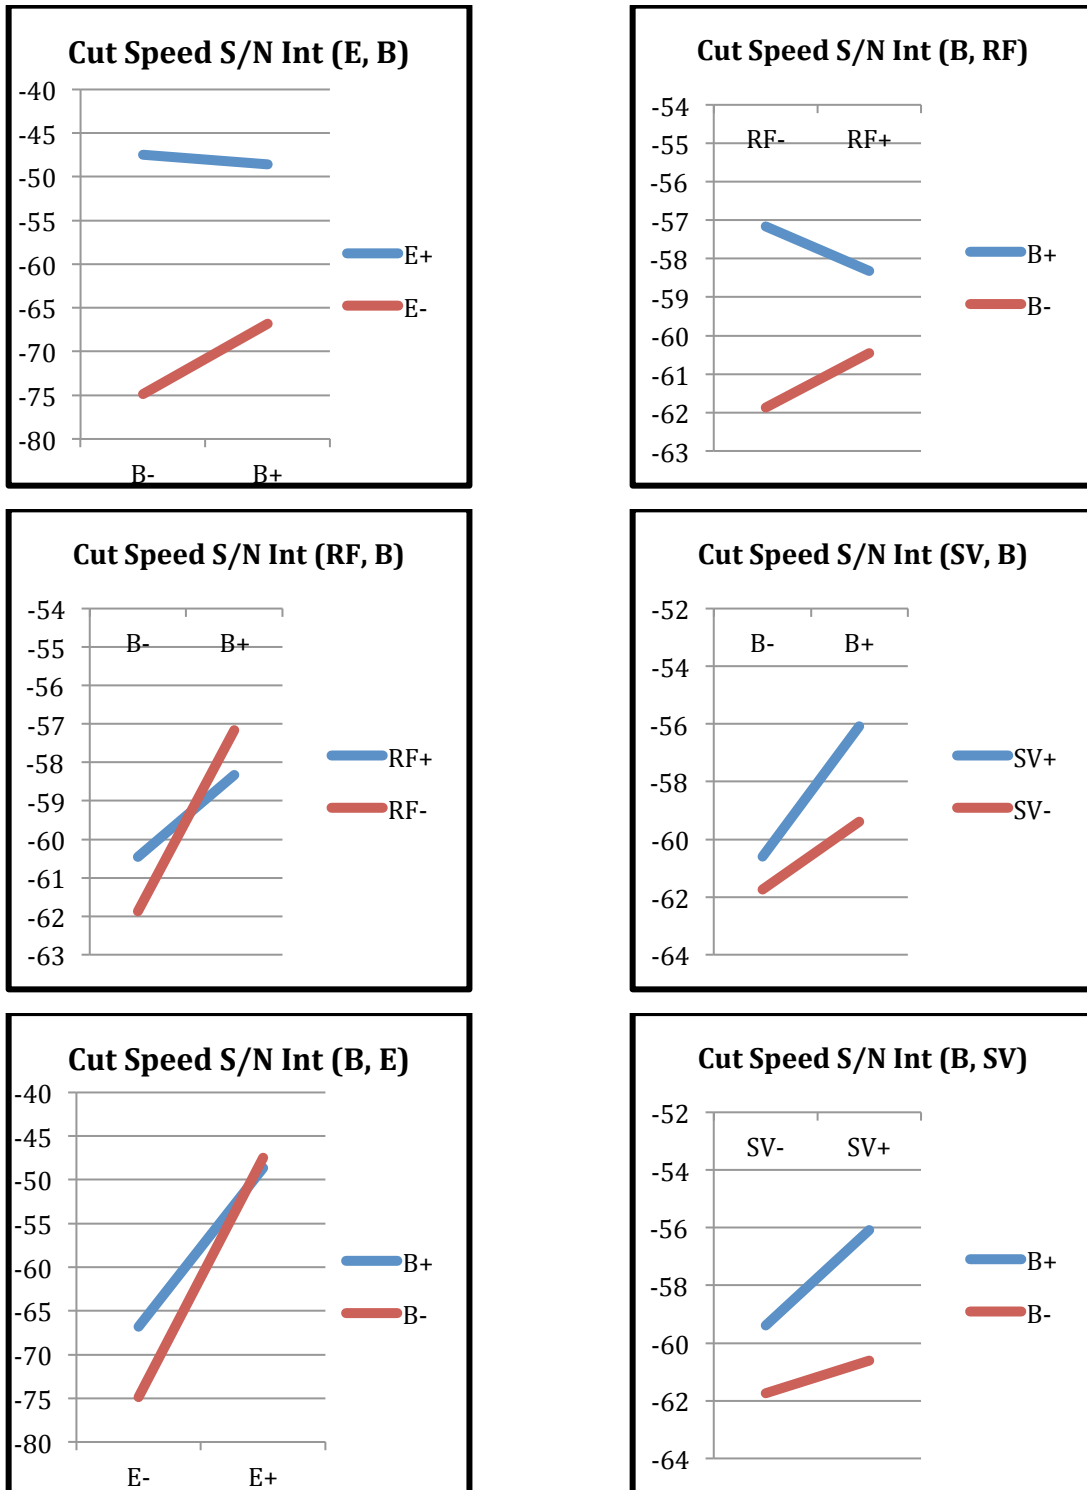 Cut Speed S/N Int (E, B)
-40
-45
-50
-55
-60
-65
-70
-75
-80
B- B+
E+
E-
Cut Speed S/N Int (B, RF)
-54
-55
-56
-57
-58
-59
-60
-61
-62
-63
RF- RF+
B+
B-
Cut Speed S/N Int (RF, B)
-54
-55
-56
-57
-58
-59
-60
-61
-62
-63
B- B+
RF+
RF-
Cut Speed S/N Int (SV, B)
-52
-54
-56
-58
-60
-62
-64
B- B+
SV+
SV-
Cut Speed S/N Int (B, E)
-40
-45
-50
-55
-60
-65
-70
-75
-80
E- E+
B+
B-
Cut Speed S/N Int (B, SV)
-52
-54
-56
-58
-60
-62
-64
SV- SV+
B+
B-